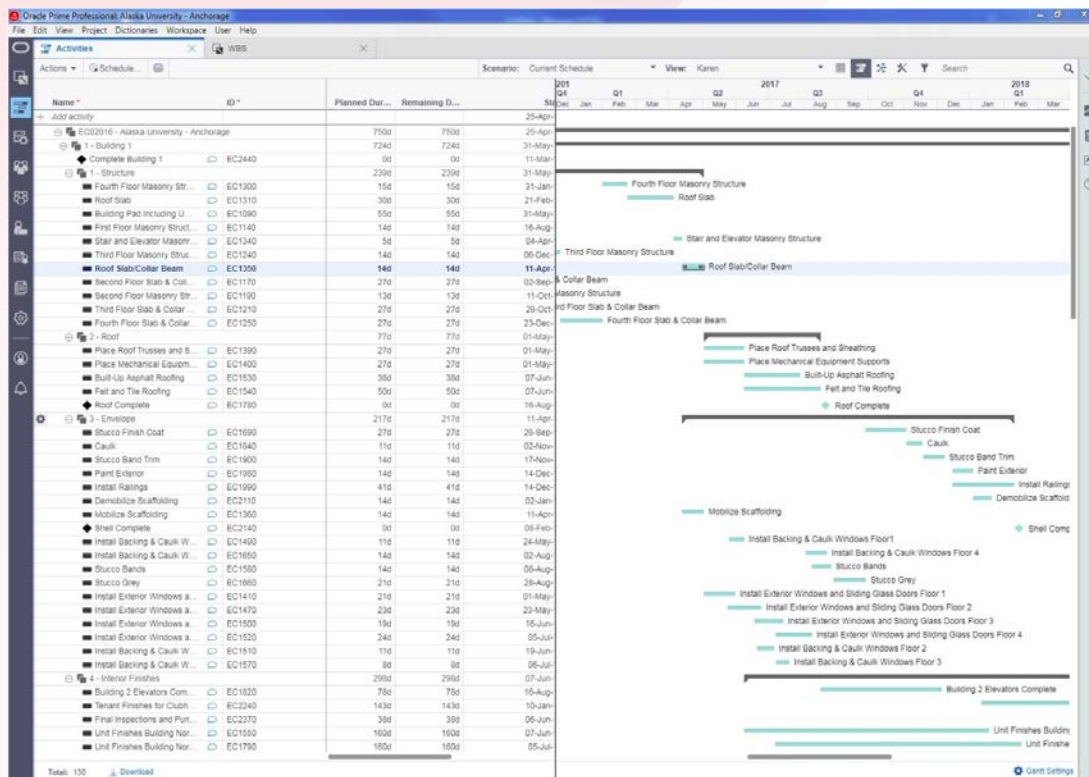 Oracle Prime Professional: Alaska University - Anchorage
File Edit View Project Dictionaries Workspace User Help
Activities WBS
Actions Schedule... Scenario: Current Schedule View: Karen Search
201 2017 2018
Q4 Q1 Q2 Q3 Q4 Q1
Dec Jan Feb Mar Apr May Jun Jul Aug Sep Oct Nov Dec Jan Feb Mar
Name * ID * Planned Dur... Remaining D... St
Add activity 25-Apr-
EC02016 - Alaska University - Anchorage 750d 750d 25-Apr-
1 - Building 1 724d 724d 31-May-
Complete Building 1 EC2440 0d 0d 11-Mar-
1 - Structure 239d 239d 31-May-
Fourth Floor Masonry Str... EC1300 15d 15d 31-Jan- Fourth Floor Masonry Structure
Roof Slab EC1310 30d 30d 21-Feb- Roof Slab
Building Pad Including U... EC1090 55d 55d 31-May-
First Floor Masonry Struct... EC1140 14d 14d 16-Aug-
Stair and Elevator Masonr... EC1340 5d 5d 04-Apr- Stair and Elevator Masonry Structure
Third Floor Masonry Struc... EC1240 14d 14d 06-Dec- Third Floor Masonry Structure
Roof Slab/Collar Beam EC1350 14d 14d 11-Apr- Roof Slab/Collar Beam
Second Floor Slab & Coll... EC1170 27d 27d 02-Sep- & Collar Beam
Second Floor Masonry Str... EC1190 13d 13d 11-Oct- Masonry Structure
Third Floor Slab & Collar ... EC1210 27d 27d 28-Oct- rd Floor Slab & Collar Beam
Fourth Floor Slab & Collar... EC1250 27d 27d 23-Dec- Fourth Floor Slab & Collar Beam
2 - Roof 77d 77d 01-May-
Place Roof Trusses and S... EC1390 27d 27d 01-May- Place Roof Trusses and Sheathing
Place Mechanical Equipm... EC1400 27d 27d 01-May- Place Mechanical Equipment Supports
Built-Up Asphalt Roofing EC1530 38d 38d 07-Jun- Built-Up Asphalt Roofing
Felt and Tile Roofing EC1540 50d 50d 07-Jun- Felt and Tile Roofing
Roof Complete EC1780 0d 0d 16-Aug- Roof Complete
3 - Envelope 217d 217d 11-Apr-
Stucco Finish Coat EC1690 27d 27d 26-Sep- Stucco Finish Coat
Caulk EC1840 11d 11d 02-Nov- Caulk
Stucco Band Trim EC1900 14d 14d 17-Nov- Stucco Band Trim
Paint Exterior EC1980 14d 14d 14-Dec- Paint Exterior
Install Railings EC1990 41d 41d 14-Dec- Install Railings
Demobilize Scaffolding EC2110 14d 14d 02-Jan- Demobilize Scaffold
Mobilize Scaffolding EC1360 14d 14d 11-Apr- Mobilize Scaffolding
Shell Complete EC2140 0d 0d 08-Feb- Shell Comp
Install Backing & Caulk W... EC1490 11d 11d 24-May- Install Backing & Caulk Windows Floor1
Install Backing & Caulk W... EC1650 14d 14d 02-Aug- Install Backing & Caulk Windows Floor 4
Stucco Bands EC1580 14d 14d 08-Aug- Stucco Bands
Stucco Grey EC1660 21d 21d 28-Aug- Stucco Grey
Install Exterior Windows a... EC1410 21d 21d 01-May- Install Exterior Windows and Sliding Glass Doors Floor 1
Install Exterior Windows a... EC1470 23d 23d 23-May- Install Exterior Windows and Sliding Glass Doors Floor 2
Install Exterior Windows a... EC1500 19d 19d 16-Jun- Install Exterior Windows and Sliding Glass Doors Floor 3
Install Exterior Windows a... EC1520 24d 24d 05-Jul- Install Exterior Windows and Sliding Glass Doors Floor 4
Install Backing & Caulk W... EC1510 11d 11d 19-Jun- Install Backing & Caulk Windows Floor 2
Install Backing & Caulk W... EC1570 8d 8d 06-Jul- Install Backing & Caulk Windows Floor 3
4 - Interior Finishes 298d 298d 07-Jun-
Building 2 Elevators Com... EC1820 78d 78d 16-Aug- Building 2 Elevators Complete
Tenant Finishes for Clubh... EC2240 143d 143d 10-Jan-
Final Inspections and Pun... EC2370 38d 38d 06-Jun-
Unit Finishes Building Nor... EC1550 160d 160d 07-Jun- Unit Finishes Building
Unit Finishes Building Nor... EC1790 160d 160d 05-Jul- Unit Finishe
Total: 130 Download Gantt Settings